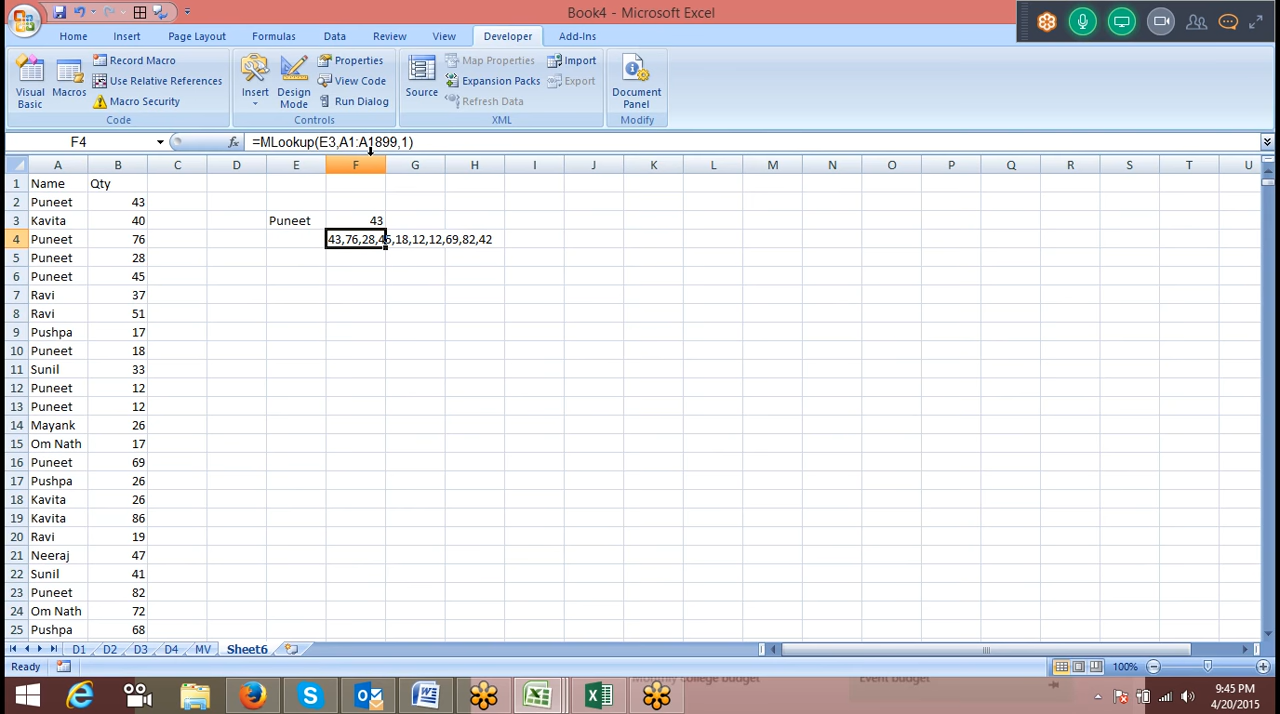 Book4 - Microsoft Excel
Home Insert Page Layout Formulas Data Review View Developer Add-Ins
Visual Basic
Macros
Record Macro
Use Relative References
Macro Security
Code
Insert
Design Mode
Properties
View Code
Run Dialog
Controls
Source
Map Properties
Expansion Packs
Refresh Data
Import
Export
XML
Document Panel
Modify
F4 fx =MLookup(E3,A1:A1899,1)
A B C D E F G H I J K L M N O P Q R S T U
1 Name Qty
2 Puneet 43
3 Kavita 40 Puneet 43
4 Puneet 76 43,76,28,45,18,12,12,69,82,42
5 Puneet 28
6 Puneet 45
7 Ravi 37
8 Ravi 51
9 Pushpa 17
10 Puneet 18
11 Sunil 33
12 Puneet 12
13 Puneet 12
14 Mayank 26
15 Om Nath 17
16 Puneet 69
17 Pushpa 26
18 Kavita 26
19 Kavita 86
20 Ravi 19
21 Neeraj 47
22 Sunil 41
23 Puneet 82
24 Om Nath 72
25 Pushpa 68
D1 D2 D3 D4 MV Sheet6
Ready 100%
Monthly college budget Event budget
9:45 PM
4/20/2015